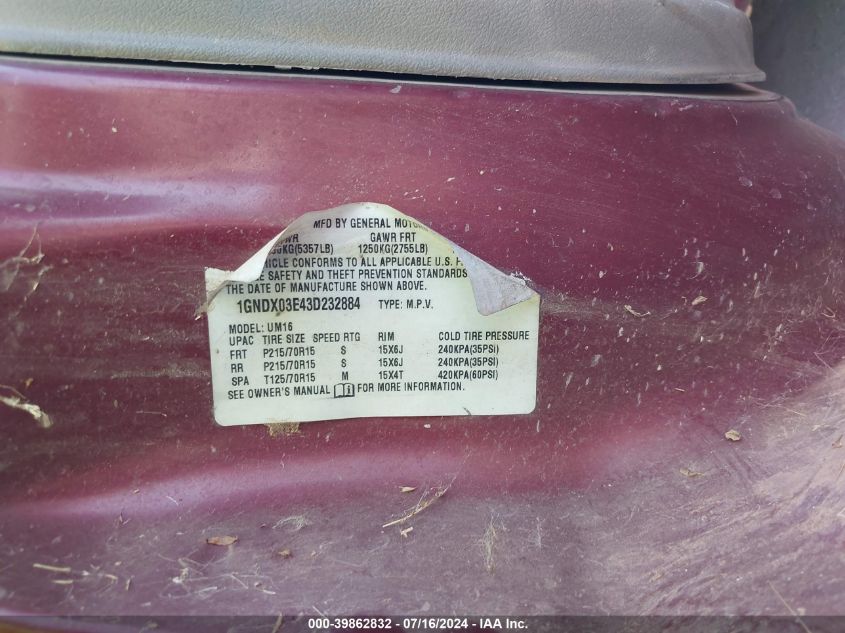 MFD BY GENERAL
GAWR FRT
KG(5357LB) 1250KG(2755LB)
CLE CONFORMS TO ALL APPLICABLE U.S.
SAFETY AND THEFT PREVENTION STANDARDS
THE DATE OF MANUFACTURE SHOWN ABOVE.
1GNDX03E43D232884 TYPE: M.P.V.
MODEL: UM16
UPAC TIRE SIZE SPEED RTG RIM COLD TIRE PRESSURE
FRT P215/70R15 S 15X6J 240KPA(35PSI)
RR P215/70R15 S 15X6J 240KPA(35PSI)
SPA T125/70R15 M 15X4T 420KPA(60PSI)
SEE OWNER'S MANUAL FOR MORE INFORMATION.
000-39862832 - 07/16/2024 - IAA Inc.